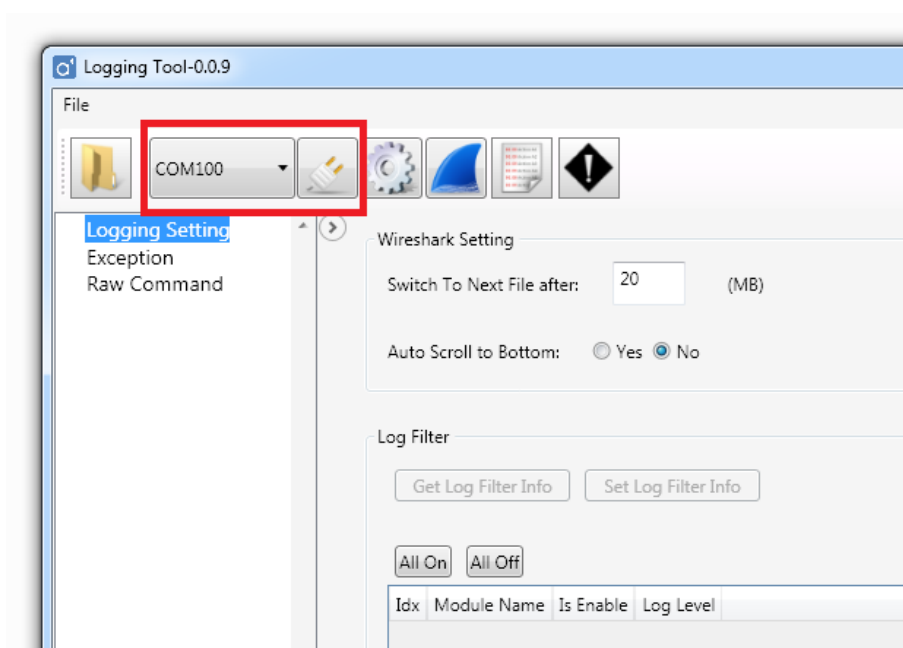 Logging Tool-0.0.9
File
COM100
Logging Setting
Exception
Raw Command
Wireshark Setting
Switch To Next File after: 20 (MB)
Auto Scroll to Bottom: Yes No
Log Filter
Get Log Filter Info Set Log Filter Info
All On All Off
Idx Module Name Is Enable Log Level